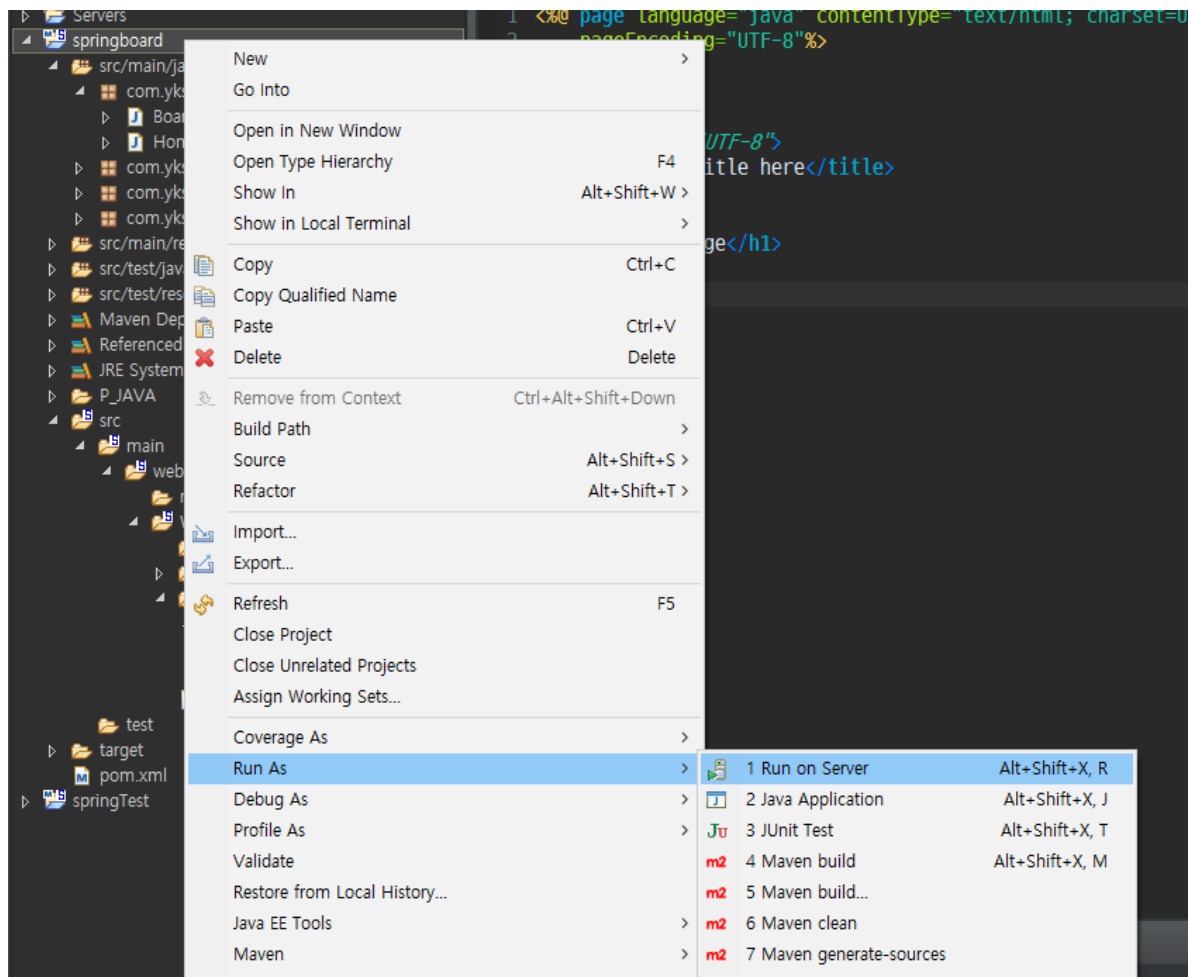 Servers
springboard
src/main/ja
com.yks
Boar
Hom
com.yks
com.yks
com.yks
src/main/re
src/test/jav
src/test/res
Maven Dep
Referenced
JRE System
P_JAVA
src
main
web
test
target
pom.xml
springTest
1 <%@ page language="java" contentType="text/html; charset=U
pageEncoding="UTF-8"%>
UTF-8">
itle here</title>
ge</h1>
New
Go Into
Open in New Window
Open Type Hierarchy F4
Show In Alt+Shift+W >
Show in Local Terminal
Copy Ctrl+C
Copy Qualified Name
Paste Ctrl+V
Delete Delete
Remove from Context Ctrl+Alt+Shift+Down
Build Path
Source Alt+Shift+S >
Refactor Alt+Shift+T >
Import...
Export...
Refresh F5
Close Project
Close Unrelated Projects
Assign Working Sets...
Coverage As
Run As
Debug As
Profile As
Validate
Restore from Local History...
Java EE Tools
Maven
1 Run on Server Alt+Shift+X, R
2 Java Application Alt+Shift+X, J
Ju 3 JUnit Test Alt+Shift+X, T
m2 4 Maven build Alt+Shift+X, M
m2 5 Maven build...
m2 6 Maven clean
m2 7 Maven generate-sources